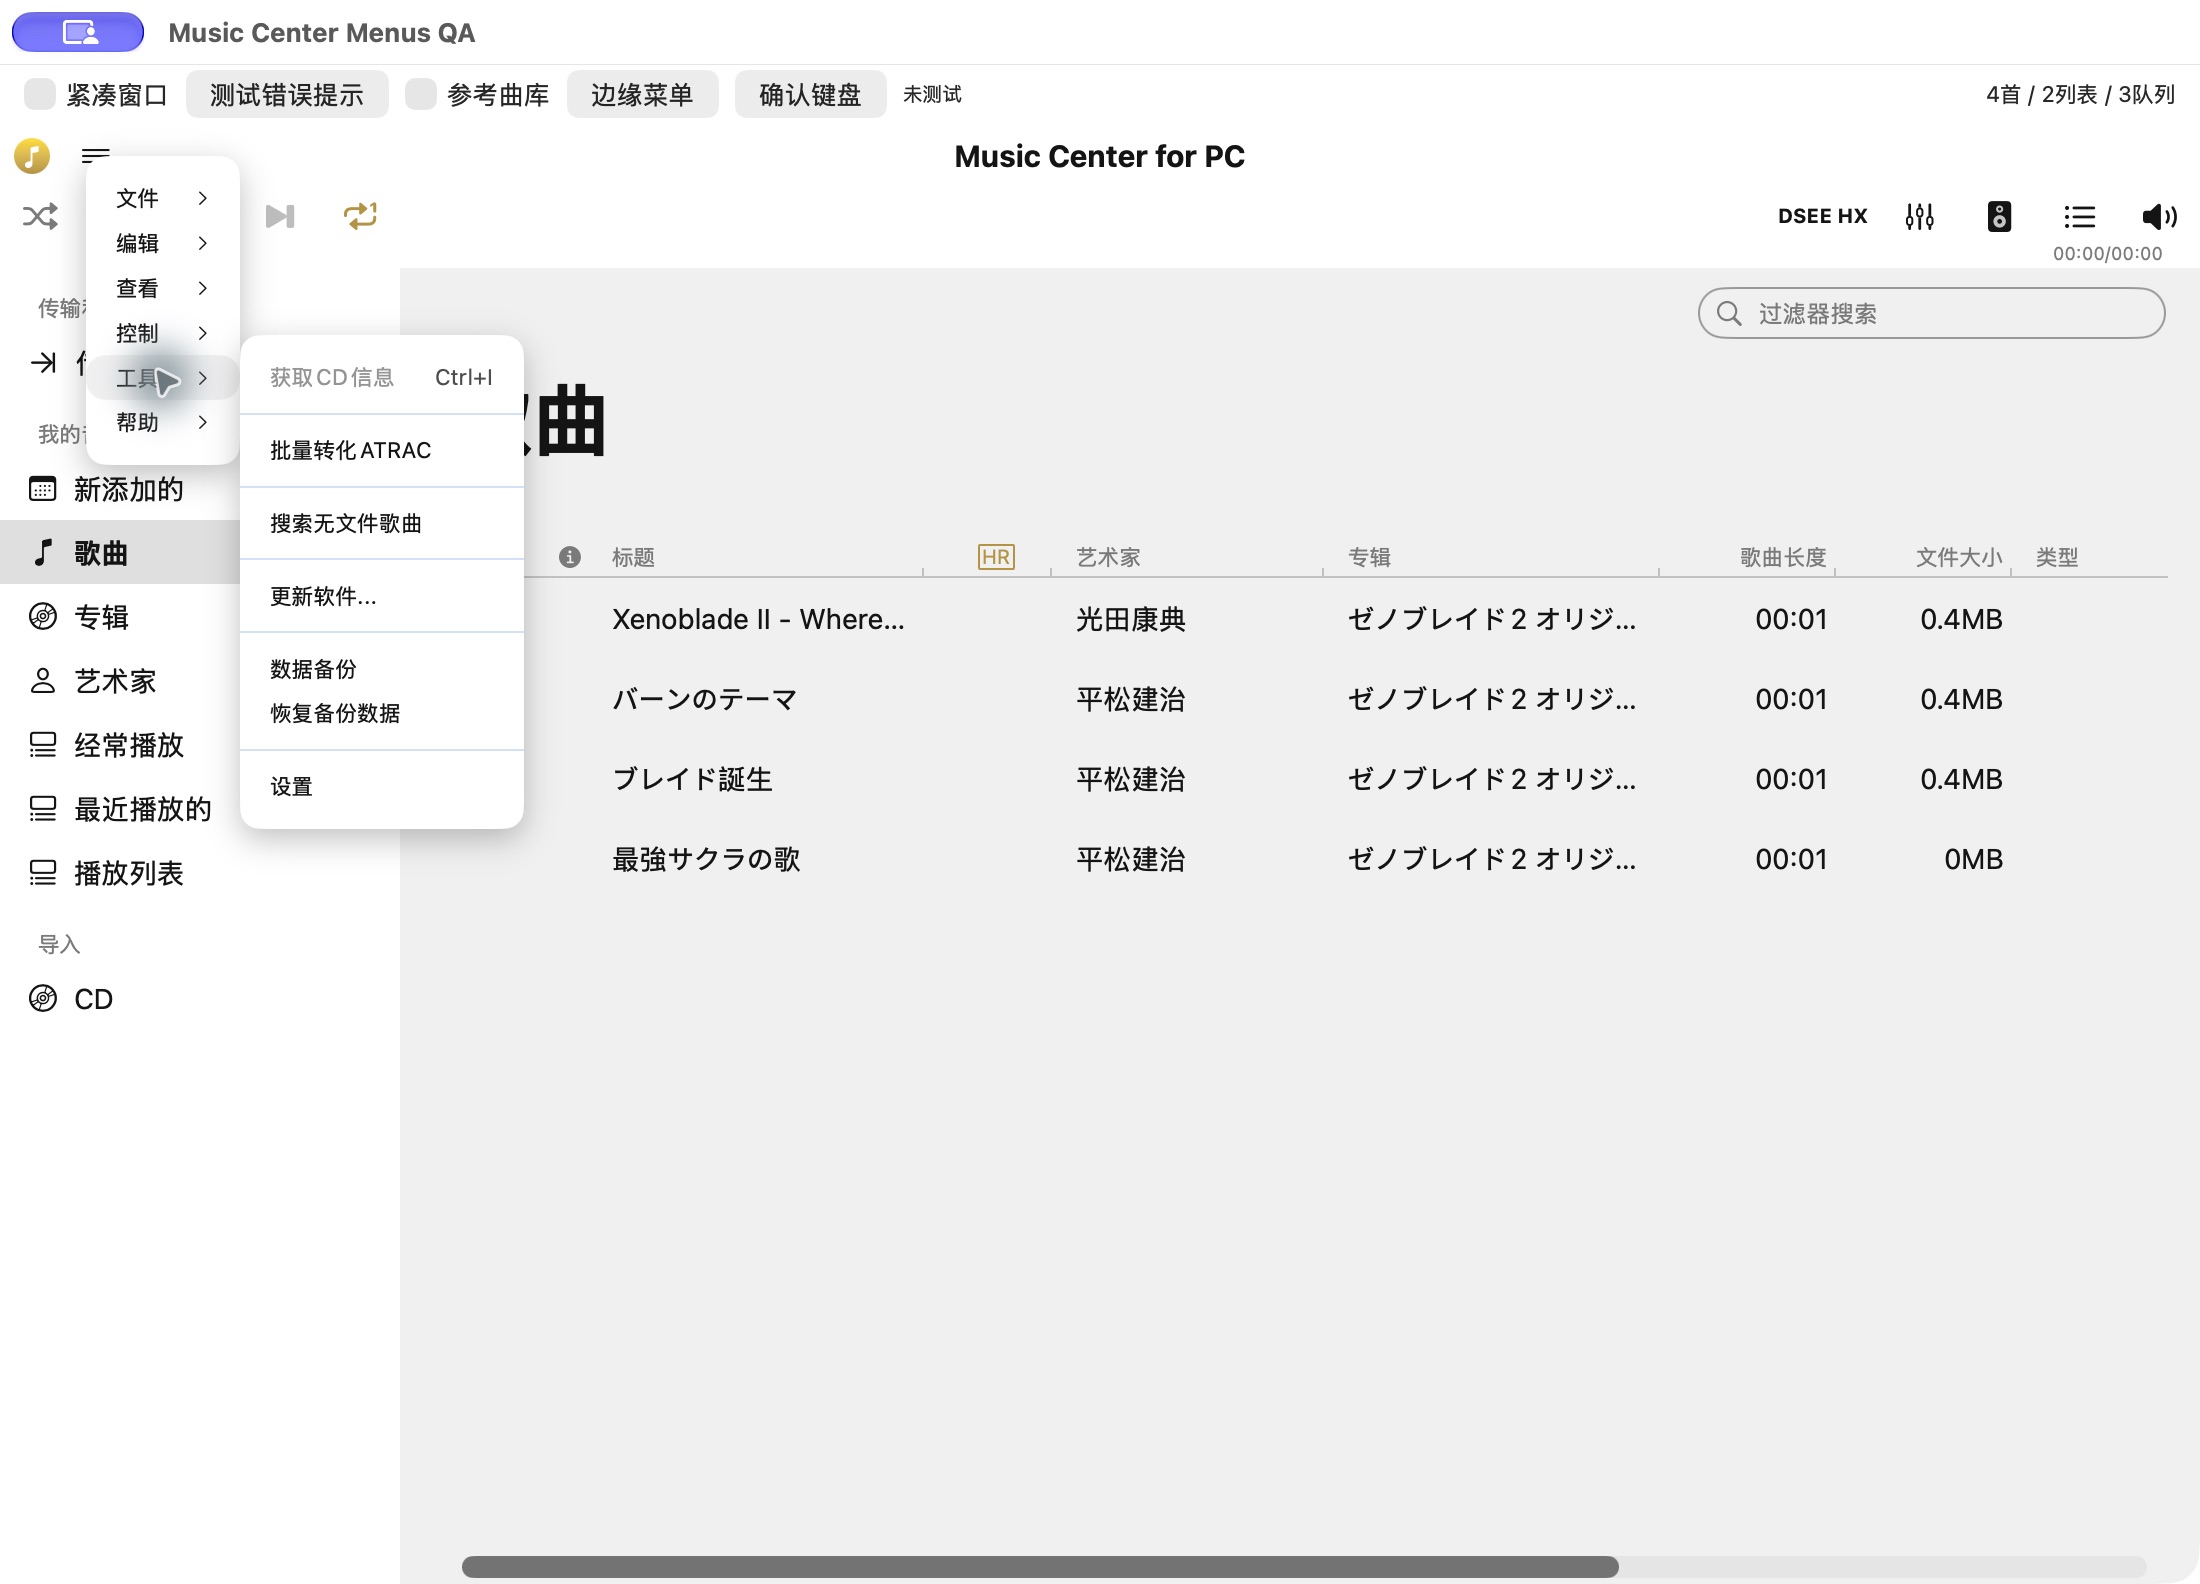 Music Center Menus QA
紧凑窗口 测试错误提示 参考曲库 边缘菜单 确认键盘 未测试 4首 / 2列表 / 3队列
Music Center for PC
DSEE HX
00:00/00:00
文件
编辑
查看
控制
工具
帮助
获取CD信息 Ctrl+I
批量转化ATRAC
搜索无文件歌曲
更新软件...
数据备份
恢复备份数据
设置
传输
我的
新添加的
歌曲
专辑
艺术家
经常播放
最近播放的
播放列表
导入
CD
过滤器搜索
曲
标题 HR 艺术家 专辑 歌曲长度 文件大小 类型
Xenoblade II - Where... 光田康典 ゼノブレイド2 オリジ... 00:01 0.4MB
バーンのテーマ 平松建治 ゼノブレイド2 オリジ... 00:01 0.4MB
ブレイド誕生 平松建治 ゼノブレイド2 オリジ... 00:01 0.4MB
最強サクラの歌 平松建治 ゼノブレイド2 オリジ... 00:01 0MB